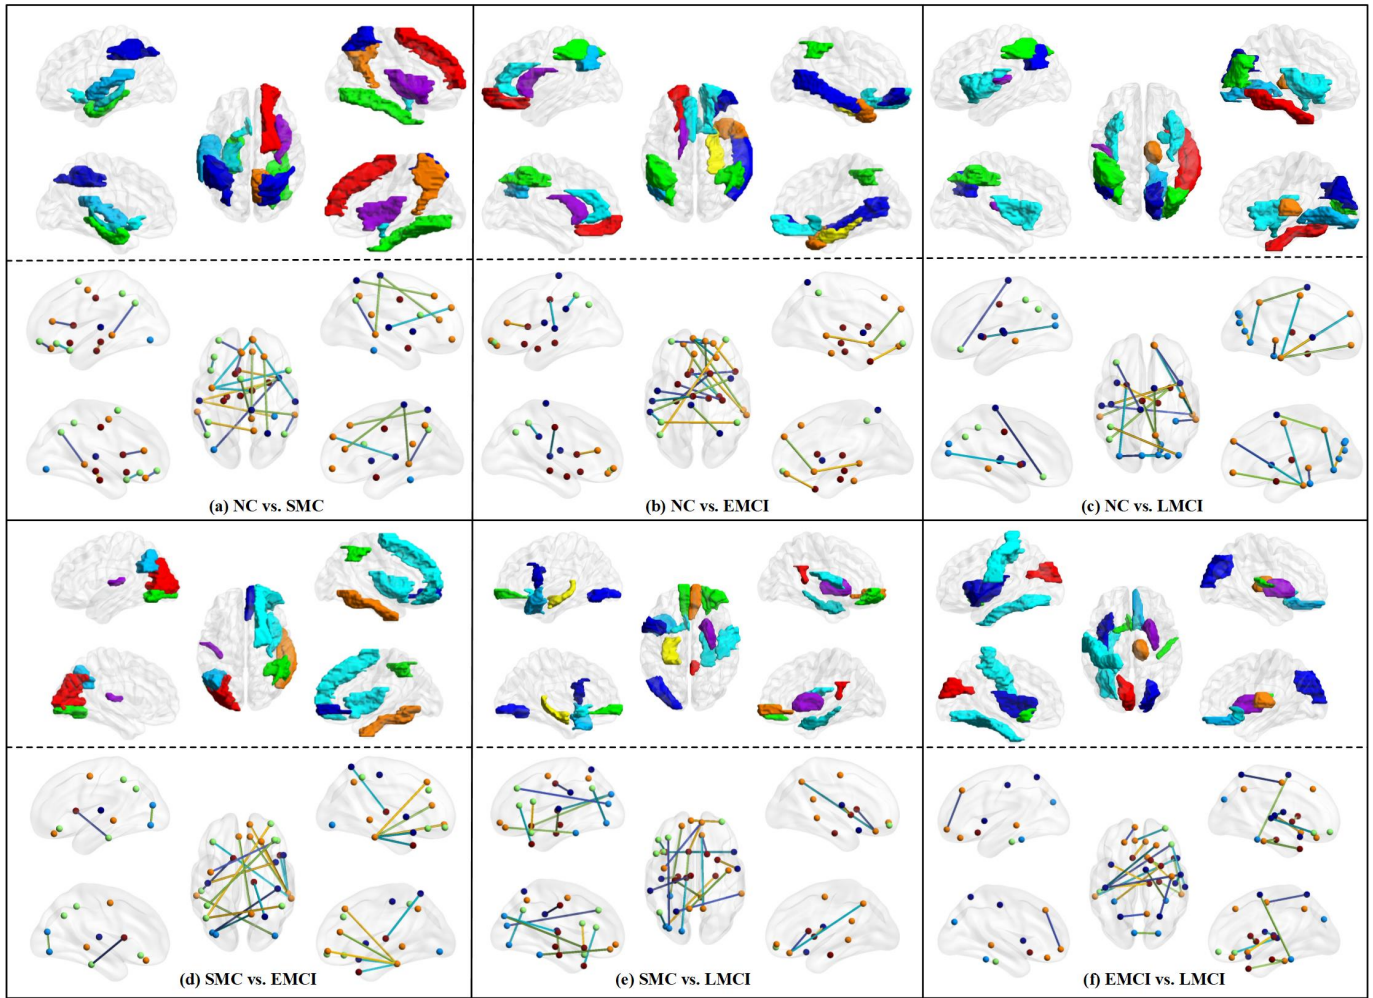 (a) NC vs. SMC
(b) NC vs. EMCI
(c) NC vs. LMCI
(d) SMC vs. EMCI
(e) SMC vs. LMCI
(f) EMCI vs. LMCI